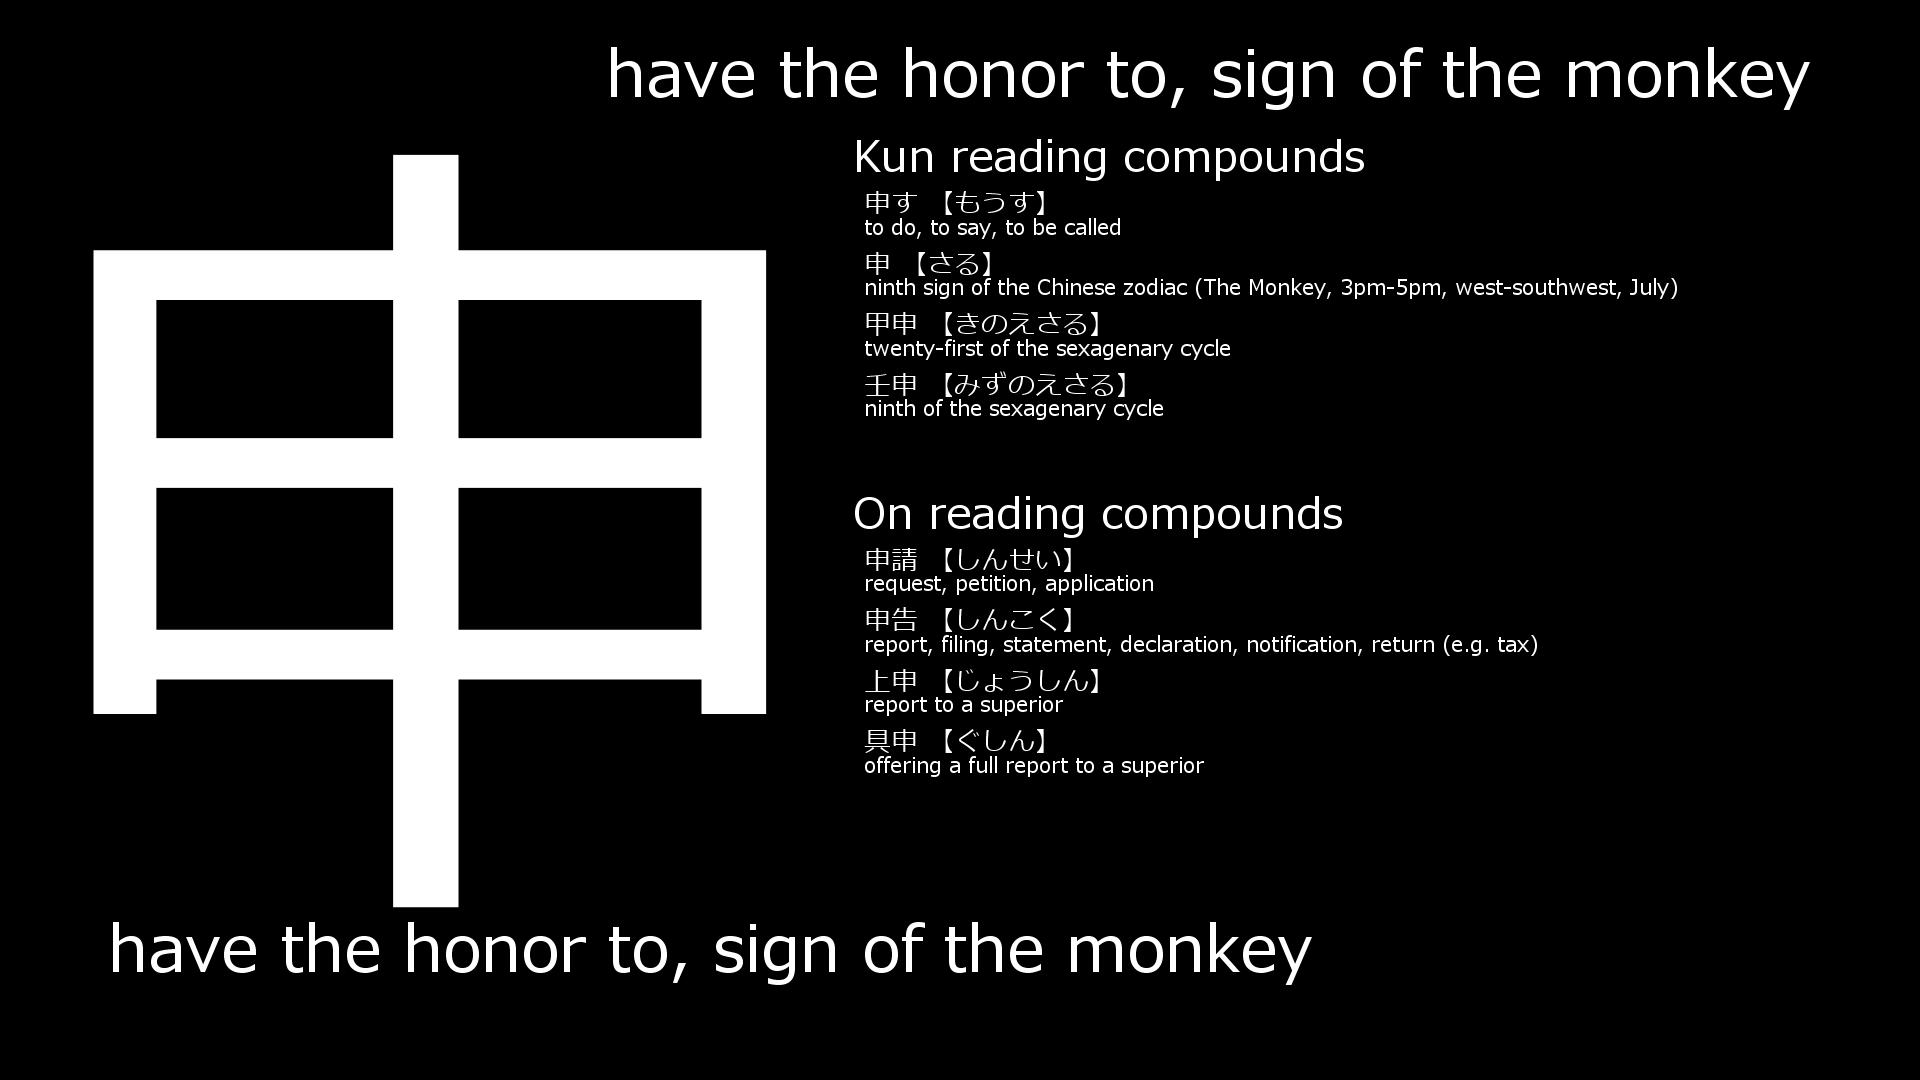 have the honor to, sign of the monkey
申
Kun reading compounds
申す 【もうす】
to do, to say, to be called
申 【さる】
ninth sign of the Chinese zodiac (The Monkey, 3pm-5pm, west-southwest, July)
甲申 【きのえさる】
twenty-first of the sexagenary cycle
壬申 【みずのえさる】
ninth of the sexagenary cycle
On reading compounds
申請 【しんせい】
request, petition, application
申告 【しんこく】
report, filing, statement, declaration, notification, return (e.g. tax)
上申 【じょうしん】
report to a superior
具申 【ぐしん】
offering a full report to a superior
have the honor to, sign of the monkey